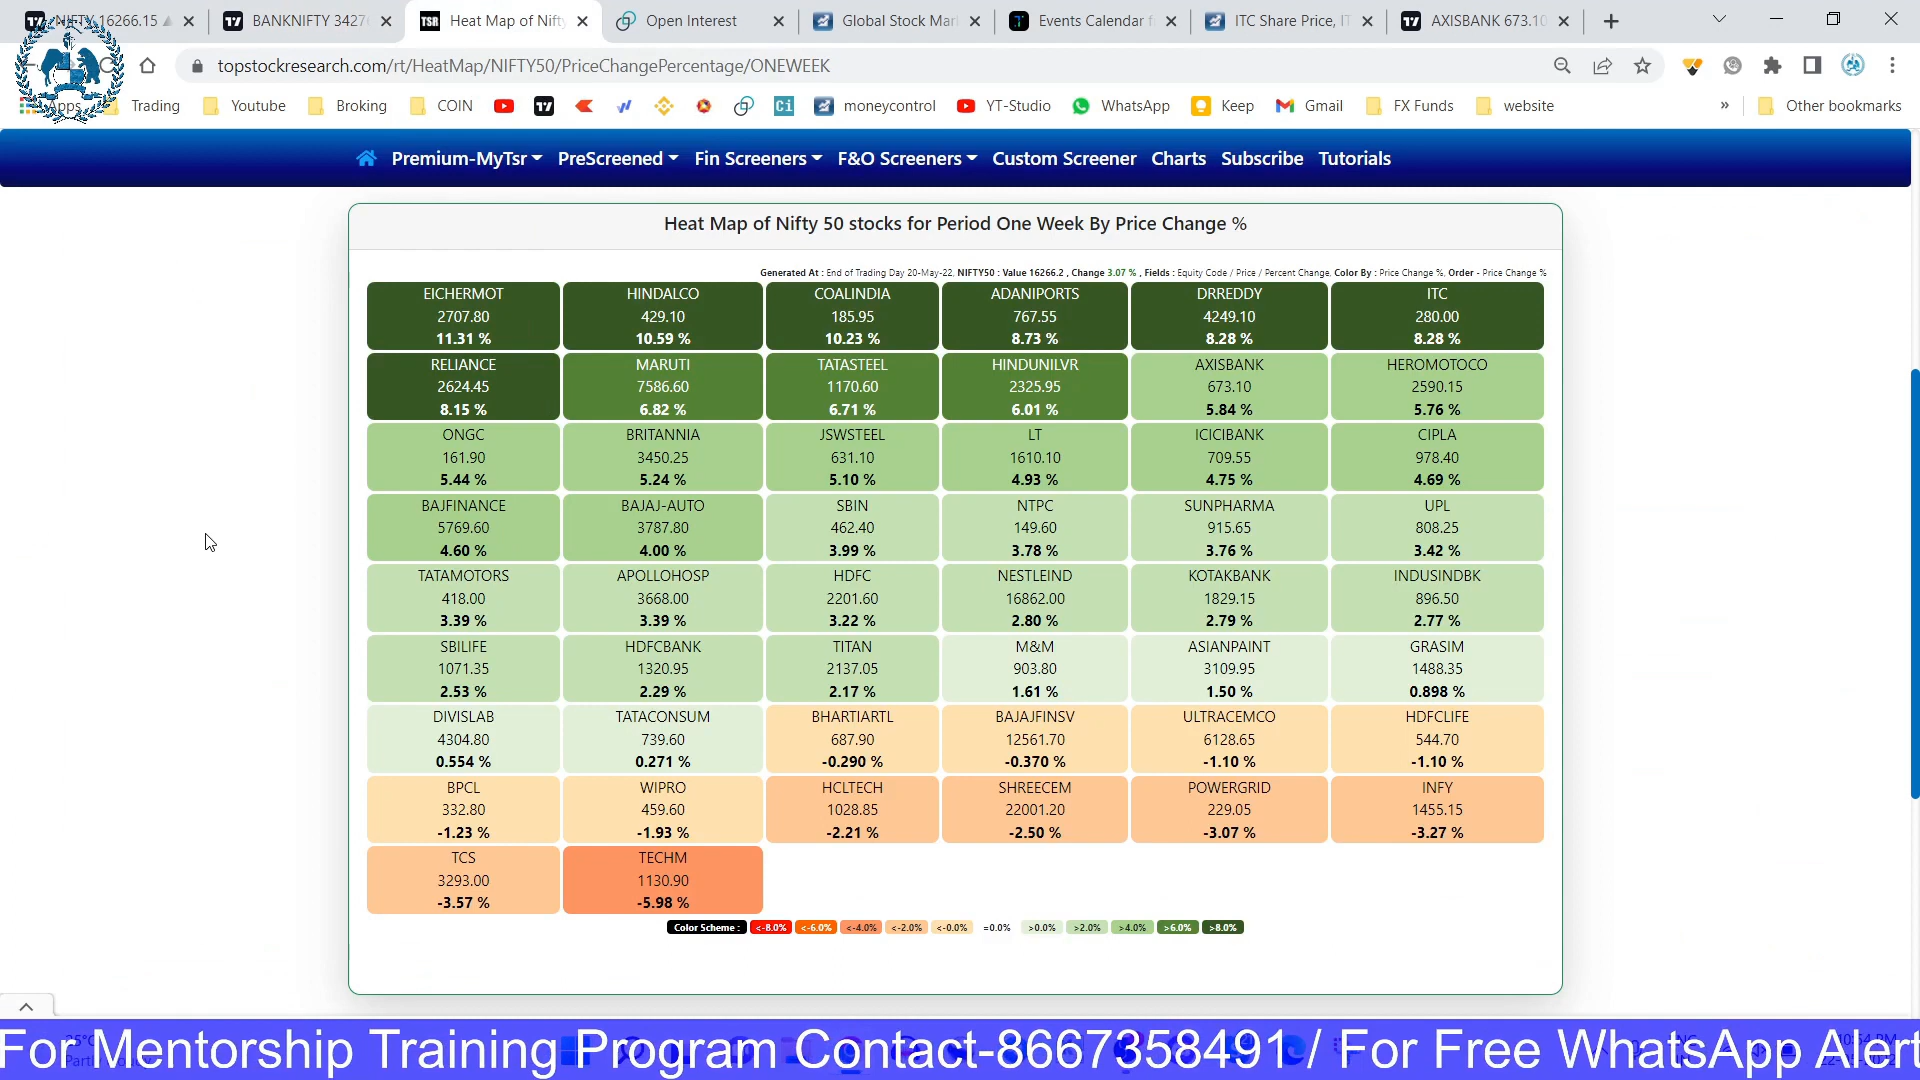 NIFTY 16266.15
BANKNIFTY 3427
Heat Map of Nifty
Open Interest
Global Stock Mar
Events Calendar f
ITC Share Price, IT
AXISBANK 673.10
topstockresearch.com/rt/HeatMap/NIFTY50/PriceChangePercentage/ONEWEEK
Apps Trading Youtube Broking COIN moneycontrol YT-Studio WhatsApp Keep Gmail FX Funds website » Other bookmarks
Premium-MyTsr PreScreened Fin Screeners F&O Screeners Custom Screener Charts Subscribe Tutorials
Heat Map of Nifty 50 stocks for Period One Week By Price Change %
Generated At : End of Trading Day 20-May-22, NIFTY50 : Value 16266.2 , Change 3.07 % , Fields : Equity Code / Price / Percent Change, Color By : Price Change %, Order - Price Change %
EICHERMOT HINDALCO COALINDIA ADANIPORTS DRREDDY ITC
2707.80 429.10 185.95 767.55 4249.10 280.00
11.31 % 10.59 % 10.23 % 8.73 % 8.28 % 8.28 %
RELIANCE MARUTI TATASTEEL HINDUNILVR AXISBANK HEROMOTOCO
2624.45 7586.60 1170.60 2325.95 673.10 2590.15
8.15 % 6.82 % 6.71 % 6.01 % 5.84 % 5.76 %
ONGC BRITANNIA JSWSTEEL LT ICICIBANK CIPLA
161.90 3450.25 631.10 1610.10 709.55 978.40
5.44 % 5.24 % 5.10 % 4.93 % 4.75 % 4.69 %
BAJFINANCE BAJAJ-AUTO SBIN NTPC SUNPHARMA UPL
5769.60 3787.80 462.40 149.60 915.65 808.25
4.60 % 4.00 % 3.99 % 3.78 % 3.76 % 3.42 %
TATAMOTORS APOLLOHOSP HDFC NESTLEIND KOTAKBANK INDUSINDBK
418.00 3668.00 2201.60 16862.00 1829.15 896.50
3.39 % 3.39 % 3.22 % 2.80 % 2.79 % 2.77 %
SBILIFE HDFCBANK TITAN M&M ASIANPAINT GRASIM
1071.35 1320.95 2137.05 903.80 3109.95 1488.35
2.53 % 2.29 % 2.17 % 1.61 % 1.50 % 0.898 %
DIVISLAB TATACONSUM BHARTIARTL BAJAJFINSV ULTRACEMCO HDFCLIFE
4304.80 739.60 687.90 12561.70 6128.65 544.70
0.554 % 0.271 % -0.290 % -0.370 % -1.10 % -1.10 %
BPCL WIPRO HCLTECH SHREECEM POWERGRID INFY
332.80 459.60 1028.85 22001.20 229.05 1455.15
-1.23 % -1.93 % -2.21 % -2.50 % -3.07 % -3.27 %
TCS TECHM
3293.00 1130.90
-3.57 % -5.98 %
Color Scheme : <-8.0% <-6.0% <-4.0% <-2.0% <-0.0% =0.0% >0.0% >2.0% >4.0% >6.0% >8.0%
For Mentorship Training Program Contact-8667358491 / For Free WhatsApp Alert